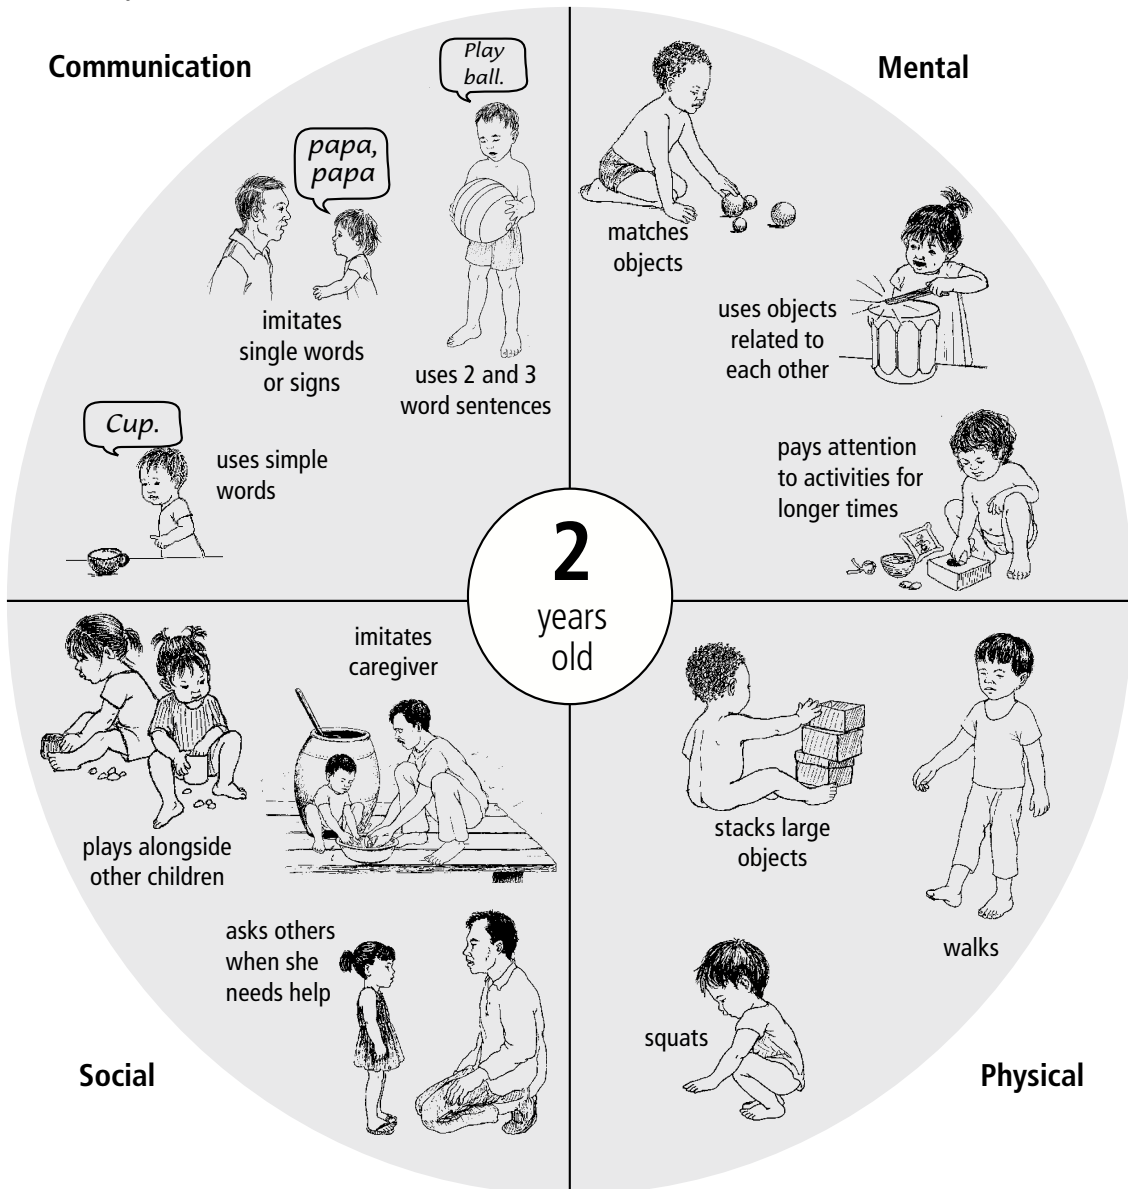 Communication
Play
ball.
papa,
papa
imitates
single words
or signs
uses 2 and 3
word sentences
Cup.
uses simple
words
Mental
matches
objects
uses objects
related to
each other
pays attention
to activities for
longer times
2
years
old
imitates
caregiver
plays alongside
other children
asks others
when she
needs help
Social
stacks large
objects
walks
squats
Physical